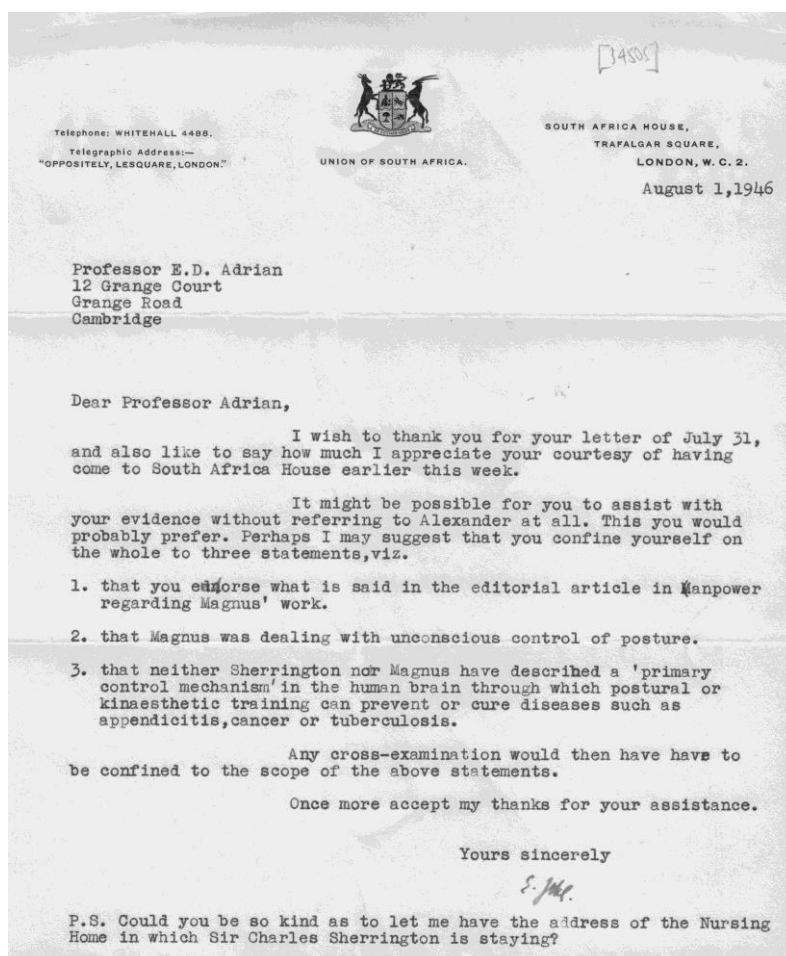 [34505]
Telephone: WHITEHALL 4488.
Telegraphic Address:—
"OPPOSITELY, LESQUARE, LONDON."
UNION OF SOUTH AFRICA.
SOUTH AFRICA HOUSE,
TRAFALGAR SQUARE,
LONDON, W. C. 2.
August 1,1946
Professor E.D. Adrian
12 Grange Court
Grange Road
Cambridge
Dear Professor Adrian,
I wish to thank you for your letter of July 31,
and also like to say how much I appreciate your courtesy of having
come to South Africa House earlier this week.
It might be possible for you to assist with
your evidence without referring to Alexander at all. This you would
probably prefer. Perhaps I may suggest that you confine yourself on
the whole to three statements,viz.
1. that you endorse what is said in the editorial article in Manpower
regarding Magnus' work.
2. that Magnus was dealing with unconscious control of posture.
3. that neither Sherrington nor Magnus have described a 'primary
control mechanism'in the human brain through which postural or
kinaesthetic training can prevent or cure diseases such as
appendicitis,cancer or tuberculosis.
Any cross-examination would then have have to
be confined to the scope of the above statements.
Once more accept my thanks for your assistance.
Yours sincerely
P.S. Could you be so kind as to let me have the address of the Nursing
Home in which Sir Charles Sherrington is staying?